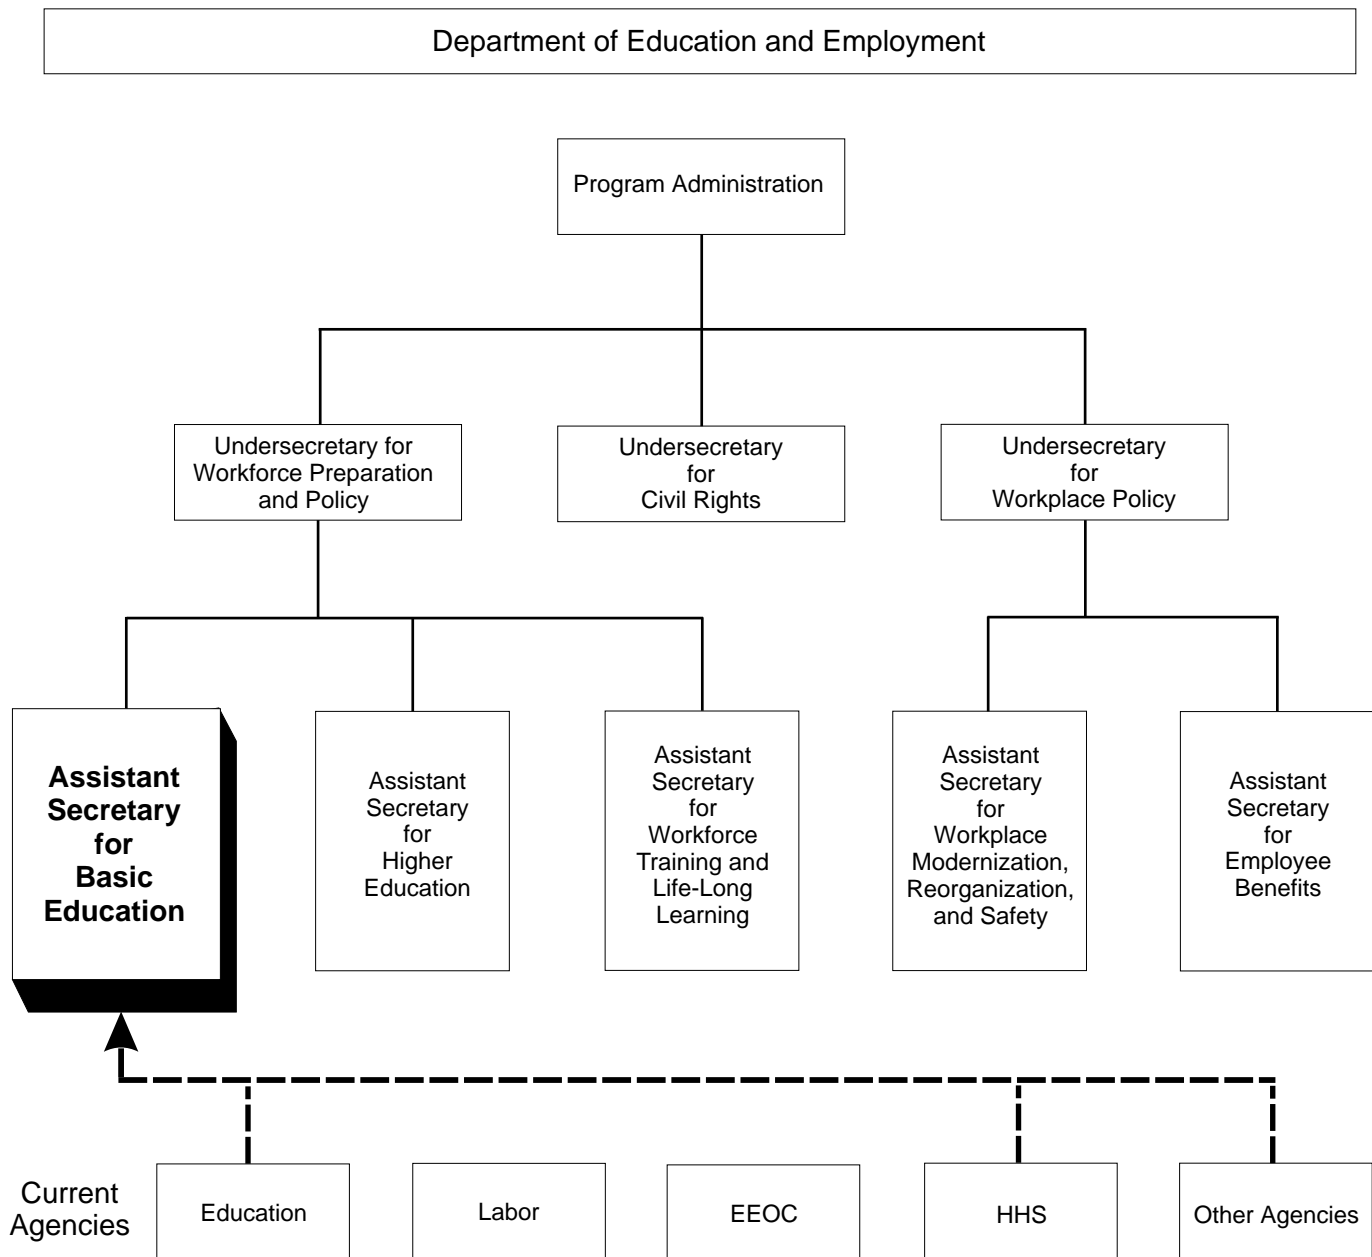 Department of Education and Employment
Program Administration
Undersecretary for
Workforce Preparation
and Policy
Undersecretary
for
Civil Rights
Undersecretary
for
Workplace Policy
Assistant
Secretary
for
Basic
Education
Assistant
Secretary
for
Higher
Education
Assistant
Secretary
for
Workforce
Training and
Life-Long
Learning
Assistant
Secretary
for
Workplace
Modernization,
Reorganization,
and Safety
Assistant
Secretary
for
Employee
Benefits
Current
Agencies
Education
Labor
EEOC
HHS
Other Agencies